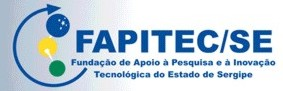 FAPITEC/SE
Fundação de Apoio à Pesquisa e à Inovação
Tecnológica do Estado de Sergipe